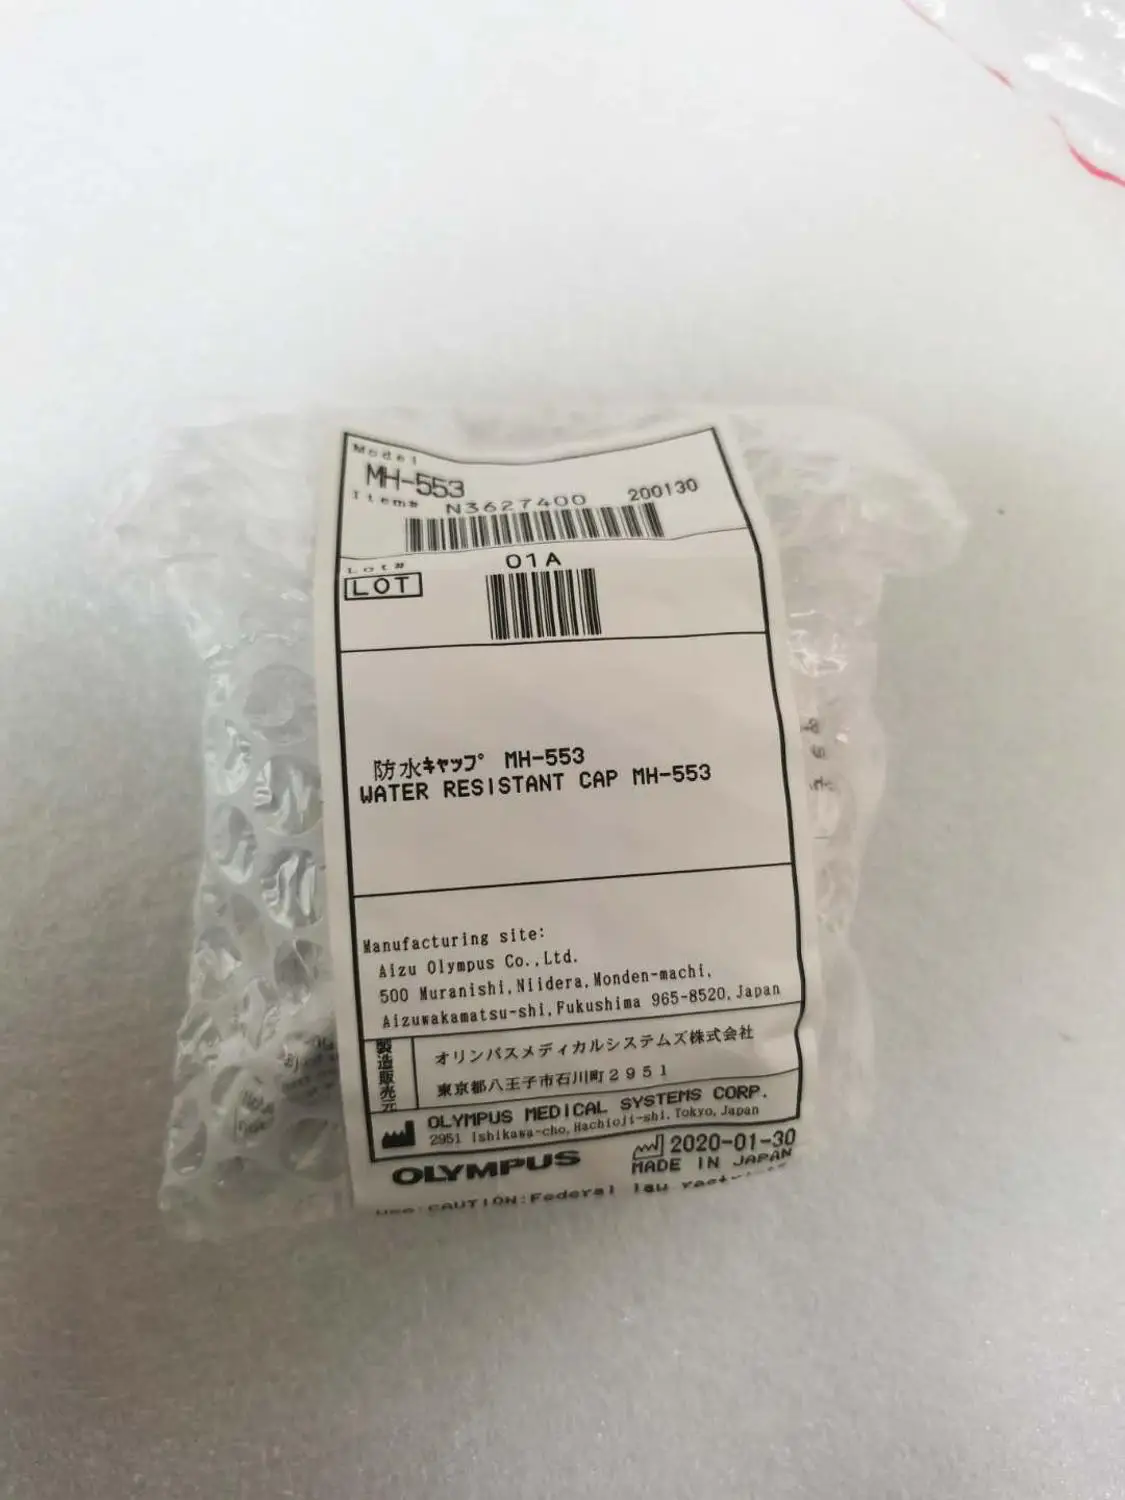 Model
MH-553
Item# N3627400 200130
Lot# 01A
LOT
防水ｷｬｯﾌﾟ MH-553
WATER RESISTANT CAP MH-553
Manufacturing site:
Aizu Olympus Co.,Ltd.
500 Muranishi,Niidera,Monden-machi,
Aizuwakamatsu-shi,Fukushima 965-8520,Japan
製造販売元
オリンパスメディカルシステムズ株式会社
東京都八王子市石川町２９５１
OLYMPUS MEDICAL SYSTEMS CORP.
2951 Ishikawa-cho,Hachioji-shi,Tokyo,Japan
OLYMPUS
2020-01-30
MADE IN JAPAN
CAUTION:Federal law